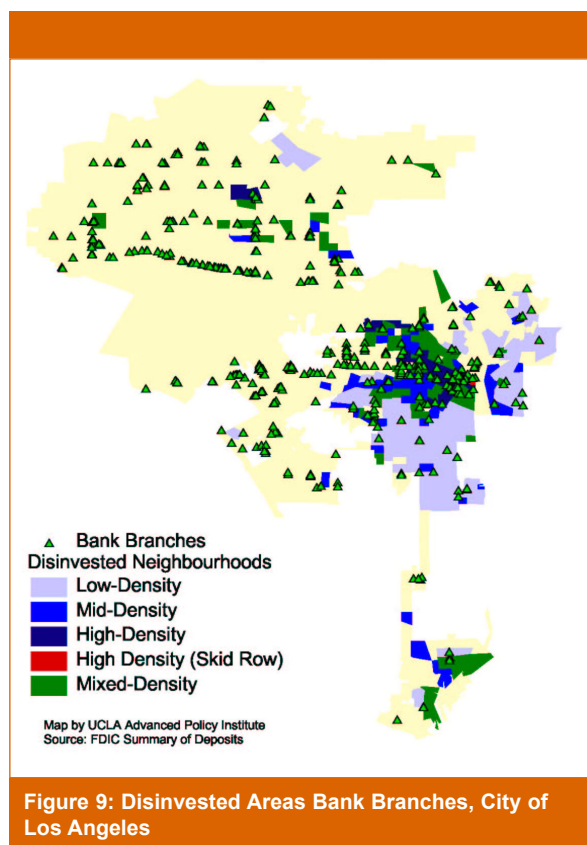 Bank Branches
Disinvested Neighbourhoods
Low-Density
Mid-Density
High-Density
High Density (Skid Row)
Mixed-Density
Map by UCLA Advanced Policy Institute
Source: FDIC Summary of Deposits
Figure 9: Disinvested Areas Bank Branches, City of
Los Angeles